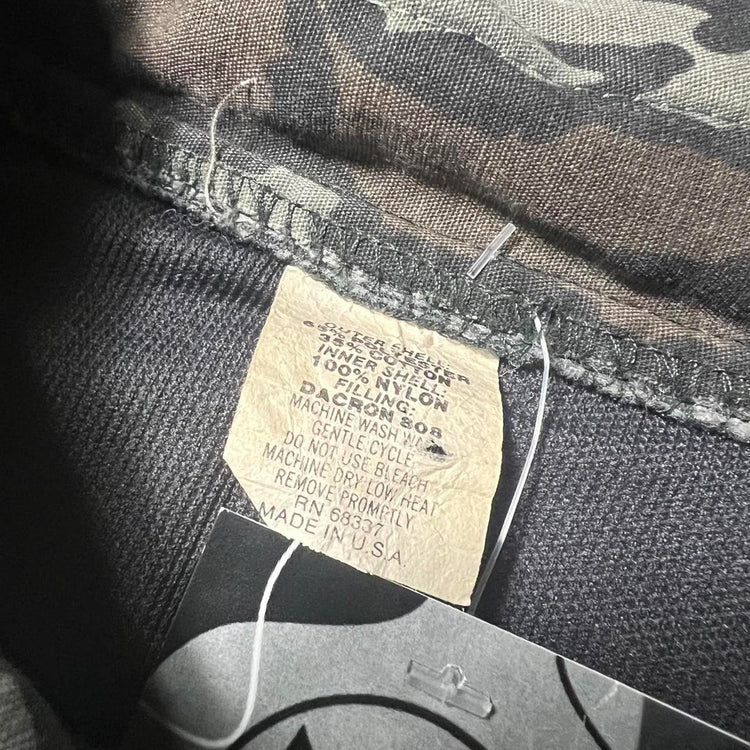 OUTER SHELL:
65% POLYESTER
35% COTTON
INNER SHELL:
100% NYLON
FILLING:
DACRON 808
MACHINE WASH
GENTLE CYCLE
DO NOT USE BLEACH
MACHINE DRY LOW HEAT
REMOVE PROMPTLY
RN 68337
MADE IN U.S.A.